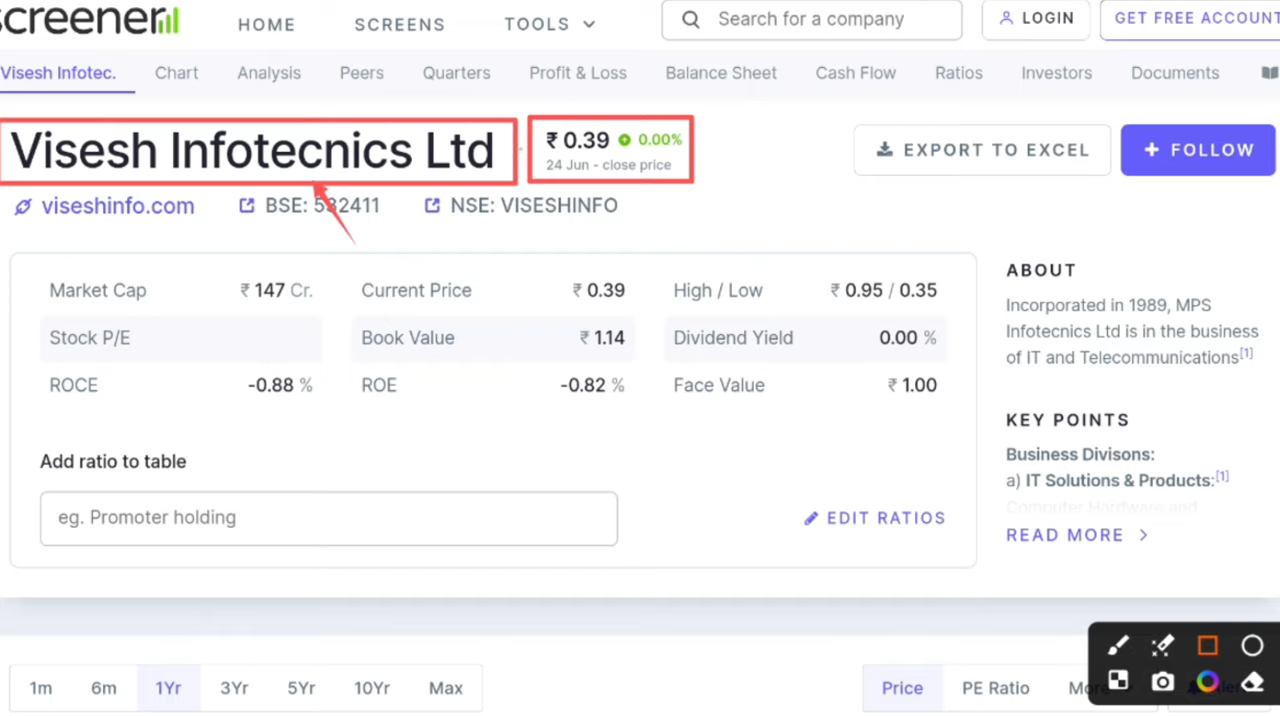 screener
HOME SCREENS TOOLS
Search for a company
LOGIN
GET FREE ACCOUNT
Visesh Infotec. Chart Analysis Peers Quarters Profit & Loss Balance Sheet Cash Flow Ratios Investors Documents
Visesh Infotecnics Ltd
₹ 0.39 0.00%
24 Jun - close price
EXPORT TO EXCEL
+ FOLLOW
viseshinfo.com BSE: 532411 NSE: VISESHINFO
Market Cap ₹ 147 Cr. Current Price ₹ 0.39 High / Low ₹ 0.95 / 0.35
Stock P/E Book Value ₹ 1.14 Dividend Yield 0.00 %
ROCE -0.88 % ROE -0.82 % Face Value ₹ 1.00
Add ratio to table
eg. Promoter holding
EDIT RATIOS
ABOUT
Incorporated in 1989, MPS
Infotecnics Ltd is in the business
of IT and Telecommunications[1]
KEY POINTS
Business Divisons:
a) IT Solutions & Products:[1]
Computer Hardware and
READ MORE
1m 6m 1Yr 3Yr 5Yr 10Yr Max
Price PE Ratio